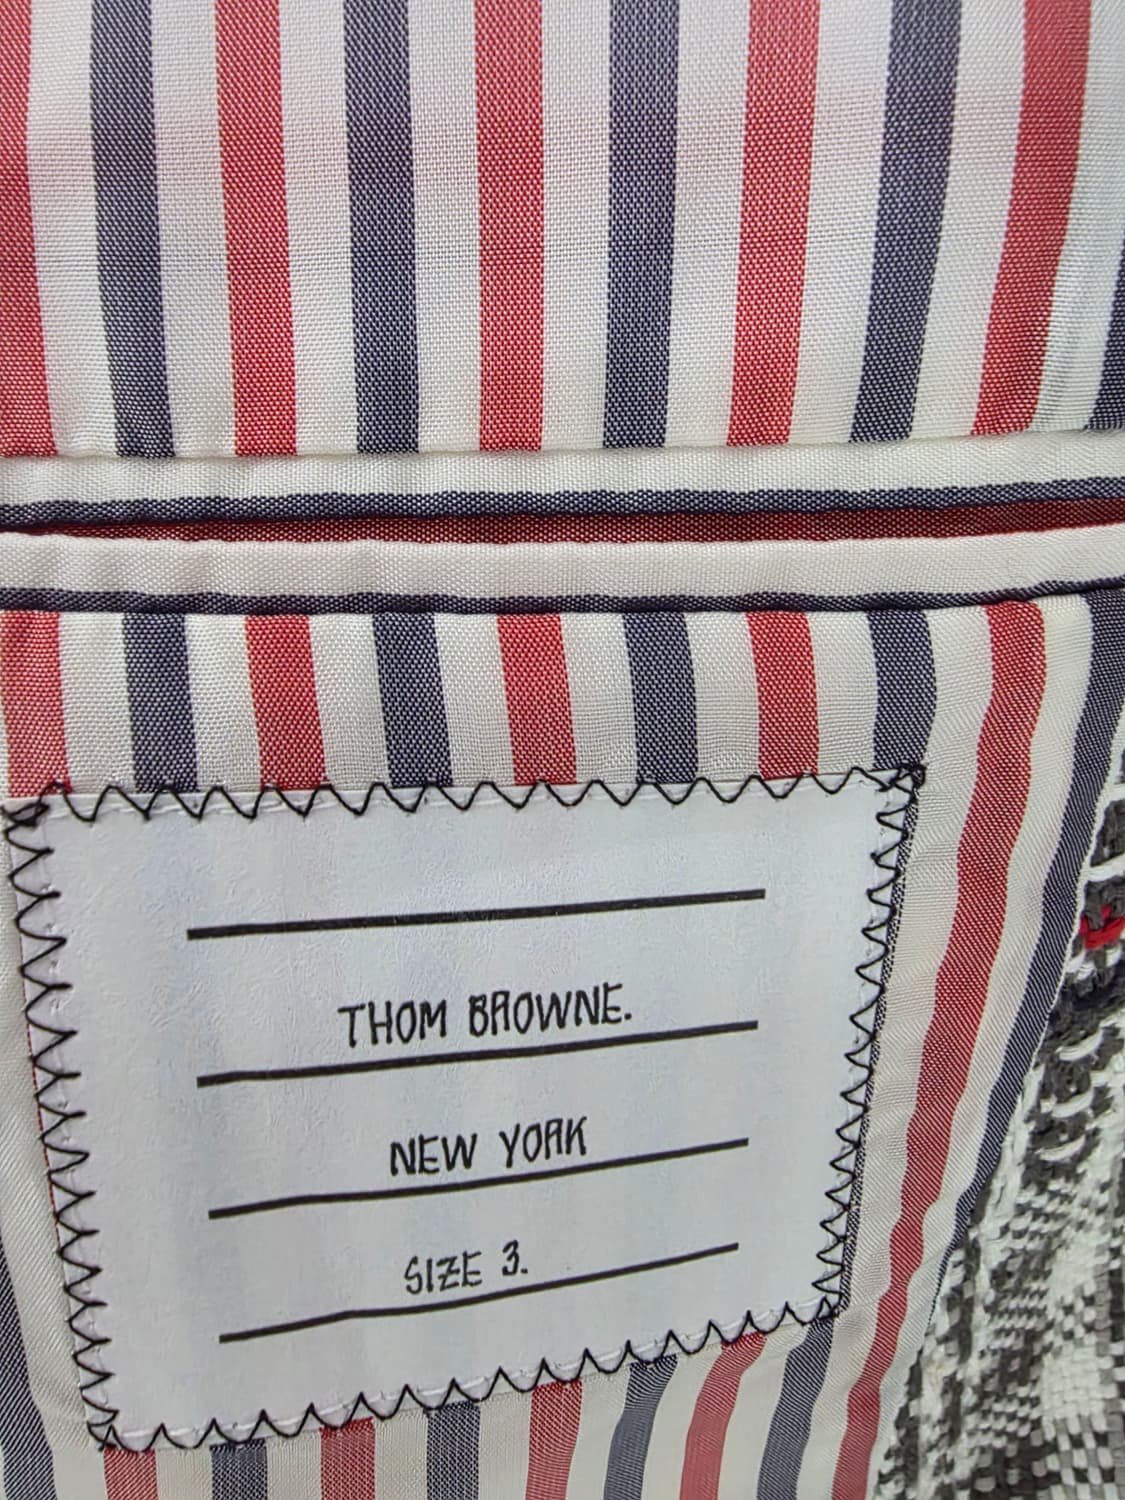 THOM BROWNE.
NEW YORK
SIZE 3.